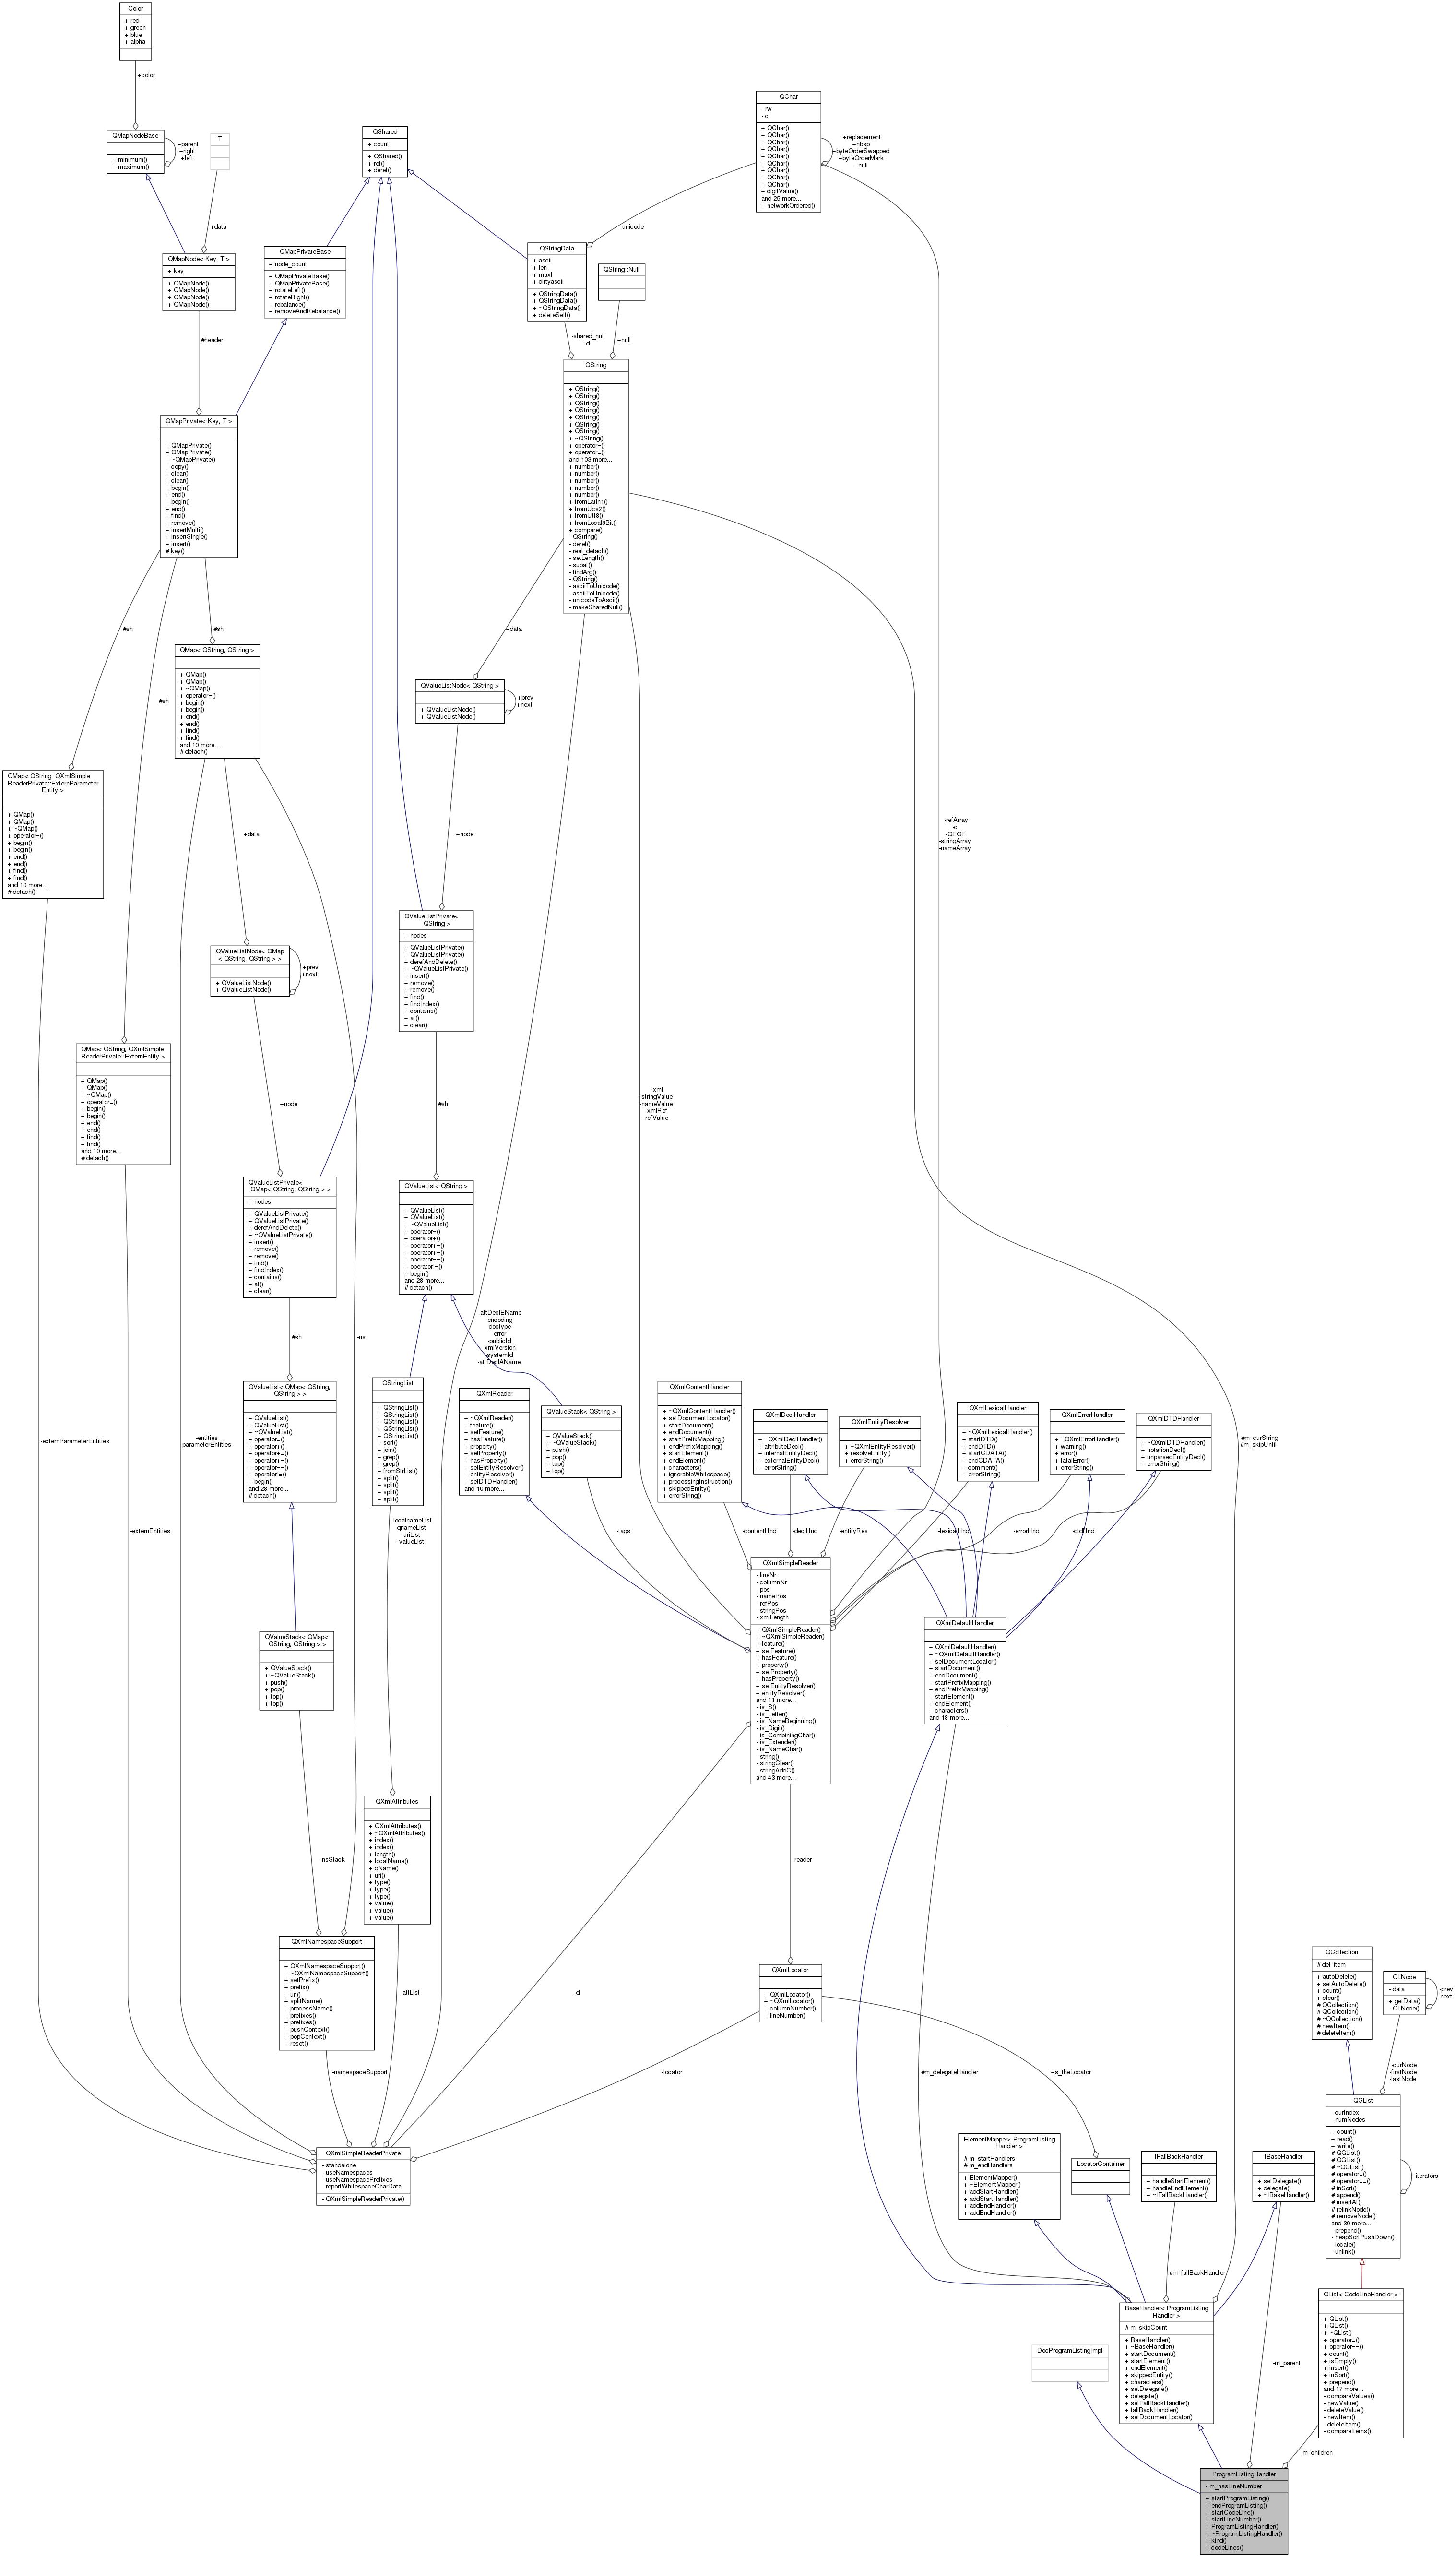 Color
+ red
+ green
+ blue
+ alpha
+color
QMapNodeBase
+ minimum()
+ maximum()
+parent
+right
+left
T
+data
QShared
+ count
+ QShared()
+ ref()
+ deref()
QChar
- rw
- cl
+ QChar()
+ QChar()
+ QChar()
+ QChar()
+ QChar()
+ QChar()
+ QChar()
+ QChar()
+ QChar()
+ digitValue()
and 25 more...
+ networkOrdered()
+replacement
+nbsp
+byteOrderSwapped
+byteOrderMark
+null
+unicode
QMapNode< Key, T >
+ key
+ QMapNode()
+ QMapNode()
+ QMapNode()
+ QMapNode()
#header
QMapPrivateBase
+ node_count
+ QMapPrivateBase()
+ QMapPrivateBase()
+ rotateLeft()
+ rotateRight()
+ rebalance()
+ removeAndRebalance()
QStringData
+ ascii
+ len
+ maxl
+ dirtyascii
+ QStringData()
+ QStringData()
+ ~QStringData()
+ deleteSelf()
QString::Null
-shared_null
-d
+null
QString
+ QString()
+ QString()
+ QString()
+ QString()
+ QString()
+ QString()
+ QString()
+ ~QString()
+ operator=()
+ operator=()
and 103 more...
+ number()
+ number()
+ number()
+ number()
+ number()
+ fromLatin1()
+ fromUcs2()
+ fromUtf8()
+ fromLocal8Bit()
+ compare()
- QString()
- deref()
- real_detach()
- setLength()
- subat()
- findArg()
- QString()
- asciiToUnicode()
- asciiToUnicode()
- unicodeToAscii()
- makeSharedNull()
QMapPrivate< Key, T >
+ QMapPrivate()
+ QMapPrivate()
+ ~QMapPrivate()
+ copy()
+ clear()
+ clear()
+ begin()
+ end()
+ begin()
+ end()
+ find()
+ remove()
+ insertMulti()
+ insertSingle()
+ insert()
# key()
#sh
#sh
#sh
+data
QMap< QString, QString >
+ QMap()
+ QMap()
+ ~QMap()
+ operator=()
+ begin()
+ begin()
+ end()
+ end()
+ find()
+ find()
and 10 more...
# detach()
QValueListNode< QString >
+ QValueListNode()
+ QValueListNode()
+prev
+next
QMap< QString, QXmlSimple
ReaderPrivate::ExternParameter
Entity >
+ QMap()
+ QMap()
+ ~QMap()
+ operator=()
+ begin()
+ begin()
+ end()
+ end()
+ find()
+ find()
and 10 more...
# detach()
+data
+node
-refArray
-c
-QEOF
-stringArray
-nameArray
QValueListNode< QMap
< QString, QString > >
+ QValueListNode()
+ QValueListNode()
+prev
+next
QValueListPrivate<
QString >
+ nodes
+ QValueListPrivate()
+ QValueListPrivate()
+ derefAndDelete()
+ ~QValueListPrivate()
+ insert()
+ remove()
+ remove()
+ find()
+ findIndex()
+ contains()
+ at()
+ clear()
QMap< QString, QXmlSimple
ReaderPrivate::ExternEntity >
+ QMap()
+ QMap()
+ ~QMap()
+ operator=()
+ begin()
+ begin()
+ end()
+ end()
+ find()
+ find()
and 10 more...
# detach()
+node
#sh
-xml
-stringValue
-nameValue
-xmlRef
-refValue
QValueListPrivate<
QMap< QString, QString > >
+ nodes
+ QValueListPrivate()
+ QValueListPrivate()
+ derefAndDelete()
+ ~QValueListPrivate()
+ insert()
+ remove()
+ remove()
+ find()
+ findIndex()
+ contains()
+ at()
+ clear()
QValueList< QString >
+ QValueList()
+ QValueList()
+ ~QValueList()
+ operator=()
+ operator+()
+ operator+=()
+ operator+=()
+ operator==()
+ operator!=()
+ begin()
and 28 more...
# detach()
#sh
-ns
-attDeclEName
-encoding
-doctype
-error
-publicId
-xmlVersion
-systemId
-attDeclAName
QValueList< QMap< QString,
QString > >
+ QValueList()
+ QValueList()
+ ~QValueList()
+ operator=()
+ operator+()
+ operator+=()
+ operator+=()
+ operator==()
+ operator!=()
+ begin()
and 28 more...
# detach()
QStringList
+ QStringList()
+ QStringList()
+ QStringList()
+ QStringList()
+ QStringList()
+ sort()
+ join()
+ grep()
+ grep()
+ fromStrList()
+ split()
+ split()
+ split()
+ split()
QXmlReader
+ ~QXmlReader()
+ feature()
+ setFeature()
+ hasFeature()
+ property()
+ setProperty()
+ hasProperty()
+ setEntityResolver()
+ entityResolver()
+ setDTDHandler()
and 10 more...
QValueStack< QString >
+ QValueStack()
+ ~QValueStack()
+ push()
+ pop()
+ top()
+ top()
QXmlContentHandler
+ ~QXmlContentHandler()
+ setDocumentLocator()
+ startDocument()
+ endDocument()
+ startPrefixMapping()
+ endPrefixMapping()
+ startElement()
+ endElement()
+ characters()
+ ignorableWhitespace()
+ processingInstruction()
+ skippedEntity()
+ errorString()
QXmlDeclHandler
+ ~QXmlDeclHandler()
+ attributeDecl()
+ internalEntityDecl()
+ externalEntityDecl()
+ errorString()
QXmlEntityResolver
+ ~QXmlEntityResolver()
+ resolveEntity()
+ errorString()
QXmlLexicalHandler
+ ~QXmlLexicalHandler()
+ startDTD()
+ endDTD()
+ startCDATA()
+ endCDATA()
+ comment()
+ errorString()
QXmlErrorHandler
+ ~QXmlErrorHandler()
+ warning()
+ error()
+ fatalError()
+ errorString()
QXmlDTDHandler
+ ~QXmlDTDHandler()
+ notationDecl()
+ unparsedEntityDecl()
+ errorString()
#m_curString
#m_skipUntil
-externParameterEntities
-entities
-parameterEntities
-externEntities
-localnameList
-qnameList
-uriList
-valueList
-tags
-contentHnd
-declHnd
-entityRes
-lexicalHnd
-errorHnd
-dtdHnd
QXmlSimpleReader
- lineNr
- columnNr
- pos
- namePos
- refPos
- stringPos
- xmlLength
+ QXmlSimpleReader()
+ ~QXmlSimpleReader()
+ feature()
+ setFeature()
+ hasFeature()
+ property()
+ setProperty()
+ hasProperty()
+ setEntityResolver()
+ entityResolver()
and 11 more...
- is_S()
- is_Letter()
- is_NameBeginning()
- is_Digit()
- is_CombiningChar()
- is_Extender()
- is_NameChar()
- string()
- stringClear()
- stringAddC()
and 43 more...
QXmlDefaultHandler
+ QXmlDefaultHandler()
+ ~QXmlDefaultHandler()
+ setDocumentLocator()
+ startDocument()
+ endDocument()
+ startPrefixMapping()
+ endPrefixMapping()
+ startElement()
+ endElement()
+ characters()
and 18 more...
QValueStack< QMap<
QString, QString > >
+ QValueStack()
+ ~QValueStack()
+ push()
+ pop()
+ top()
+ top()
QXmlAttributes
+ QXmlAttributes()
+ ~QXmlAttributes()
+ index()
+ index()
+ length()
+ localName()
+ qName()
+ uri()
+ type()
+ type()
+ type()
+ value()
+ value()
+ value()
-nsStack
-reader
QXmlNamespaceSupport
+ QXmlNamespaceSupport()
+ ~QXmlNamespaceSupport()
+ setPrefix()
+ prefix()
+ uri()
+ splitName()
+ processName()
+ prefixes()
+ prefixes()
+ pushContext()
+ popContext()
+ reset()
-attList
-d
QXmlLocator
+ QXmlLocator()
+ ~QXmlLocator()
+ columnNumber()
+ lineNumber()
QCollection
# del_item
+ autoDelete()
+ setAutoDelete()
+ count()
+ clear()
# QCollection()
# QCollection()
# ~QCollection()
# newItem()
# deleteItem()
QLNode
- data
+ getData()
- QLNode()
-prev
-next
-namespaceSupport
-locator
#m_delegateHandler
+s_theLocator
-curNode
-firstNode
-lastNode
QXmlSimpleReaderPrivate
- standalone
- useNamespaces
- useNamespacePrefixes
- reportWhitespaceCharData
- QXmlSimpleReaderPrivate()
ElementMapper< ProgramListing
Handler >
# m_startHandlers
# m_endHandlers
+ ElementMapper()
+ ~ElementMapper()
+ addStartHandler()
+ addStartHandler()
+ addEndHandler()
+ addEndHandler()
LocatorContainer
IFallBackHandler
+ handleStartElement()
+ handleEndElement()
+ ~IFallBackHandler()
IBaseHandler
+ setDelegate()
+ delegate()
+ ~IBaseHandler()
QGList
- curIndex
- numNodes
+ count()
+ read()
+ write()
# QGList()
# QGList()
# ~QGList()
# operator=()
# operator==()
# inSort()
# append()
# insertAt()
# relinkNode()
# removeNode()
and 30 more...
- prepend()
- heapSortPushDown()
- locate()
- unlink()
-iterators
#m_fallBackHandler
BaseHandler< ProgramListing
Handler >
# m_skipCount
+ BaseHandler()
+ ~BaseHandler()
+ startDocument()
+ startElement()
+ endElement()
+ skippedEntity()
+ characters()
+ setDelegate()
+ delegate()
+ setFallBackHandler()
+ fallBackHandler()
+ setDocumentLocator()
QList< CodeLineHandler >
+ QList()
+ QList()
+ ~QList()
+ operator=()
+ operator==()
+ count()
+ isEmpty()
+ insert()
+ inSort()
+ prepend()
and 17 more...
- compareValues()
- newValue()
- deleteValue()
- newItem()
- deleteItem()
- compareItems()
DocProgramListingImpl
-m_parent
-m_children
ProgramListingHandler
- m_hasLineNumber
+ startProgramListing()
+ endProgramListing()
+ startCodeLine()
+ startLineNumber()
+ ProgramListingHandler()
+ ~ProgramListingHandler()
+ kind()
+ codeLines()